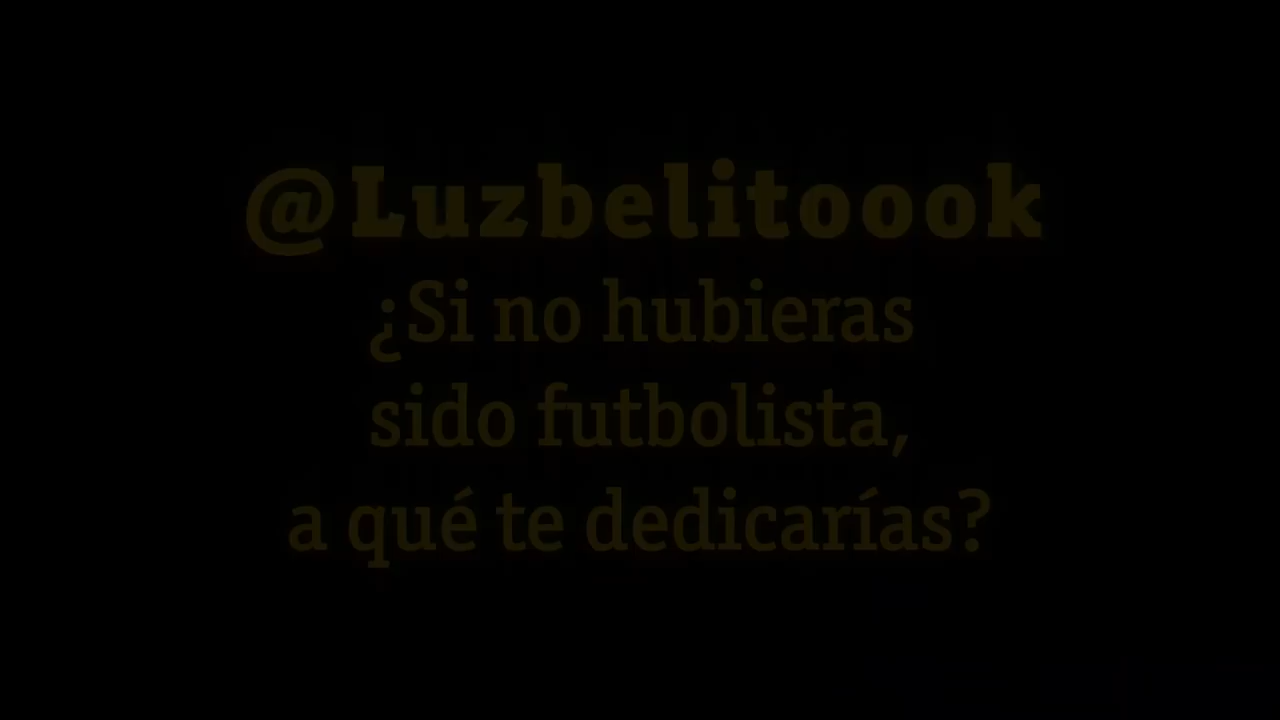 @Luzbelitoook
¿Si no hubieras
sido futbolista,
a qué te dedicarías?